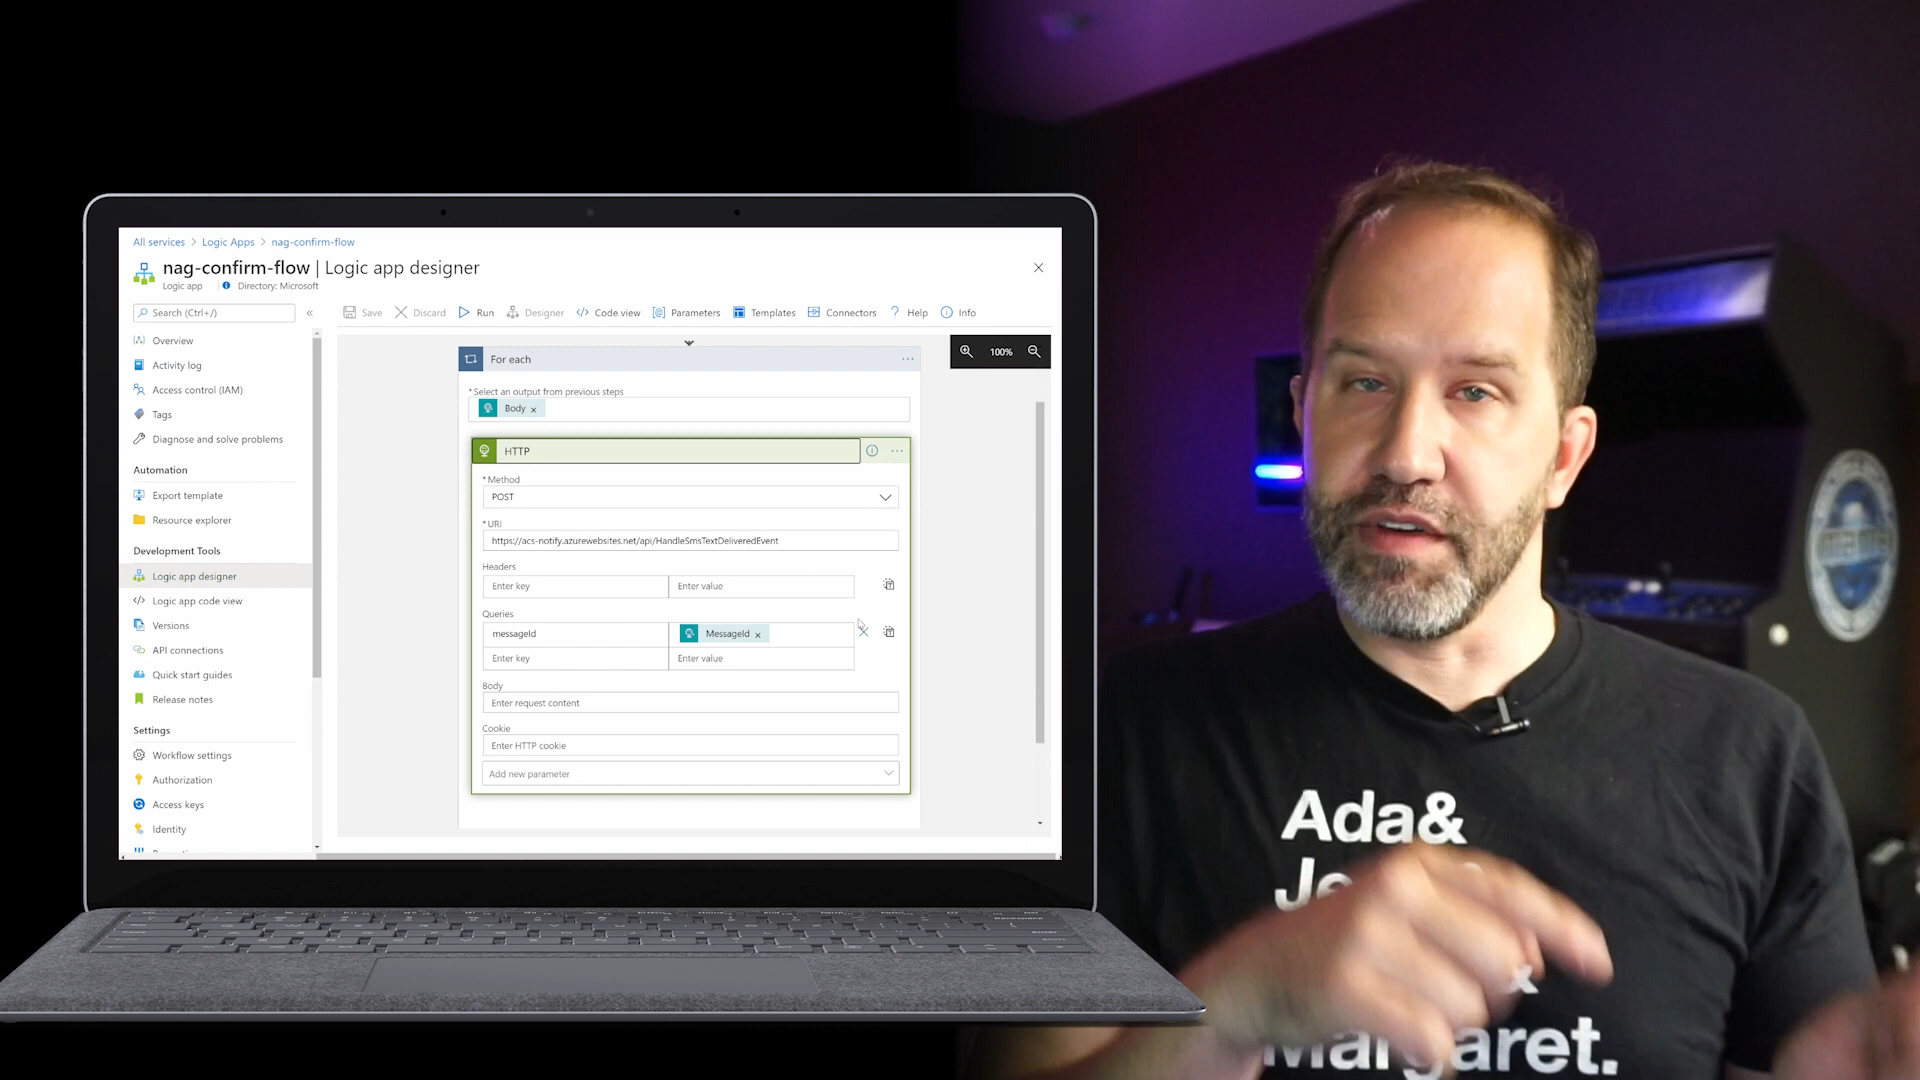 All services > Logic Apps > nag-confirm-flow
nag-confirm-flow | Logic app designer
Logic app
Directory: Microsoft
Search (Ctrl+/)
«
Overview
Activity log
Access control (IAM)
Tags
Diagnose and solve problems
Automation
Export template
Resource explorer
Development Tools
Logic app designer
Logic app code view
Versions
API connections
Quick start guides
Release notes
Settings
Workflow settings
Authorization
Access keys
Identity
Save
Discard
Run
Designer
Code view
Parameters
Templates
Connectors
Help
Info
100%
For each
* Select an output from previous steps
Body
HTTP
* Method
POST
* URI
https://acs-notify.azurewebsites.net/api/HandleSmsTextDeliveredEvent
Headers
Enter key
Enter value
Queries
messageId
MessageId
Enter key
Enter value
Body
Enter request content
Cookie
Enter HTTP cookie
Add new parameter
Ada&
Margaret.